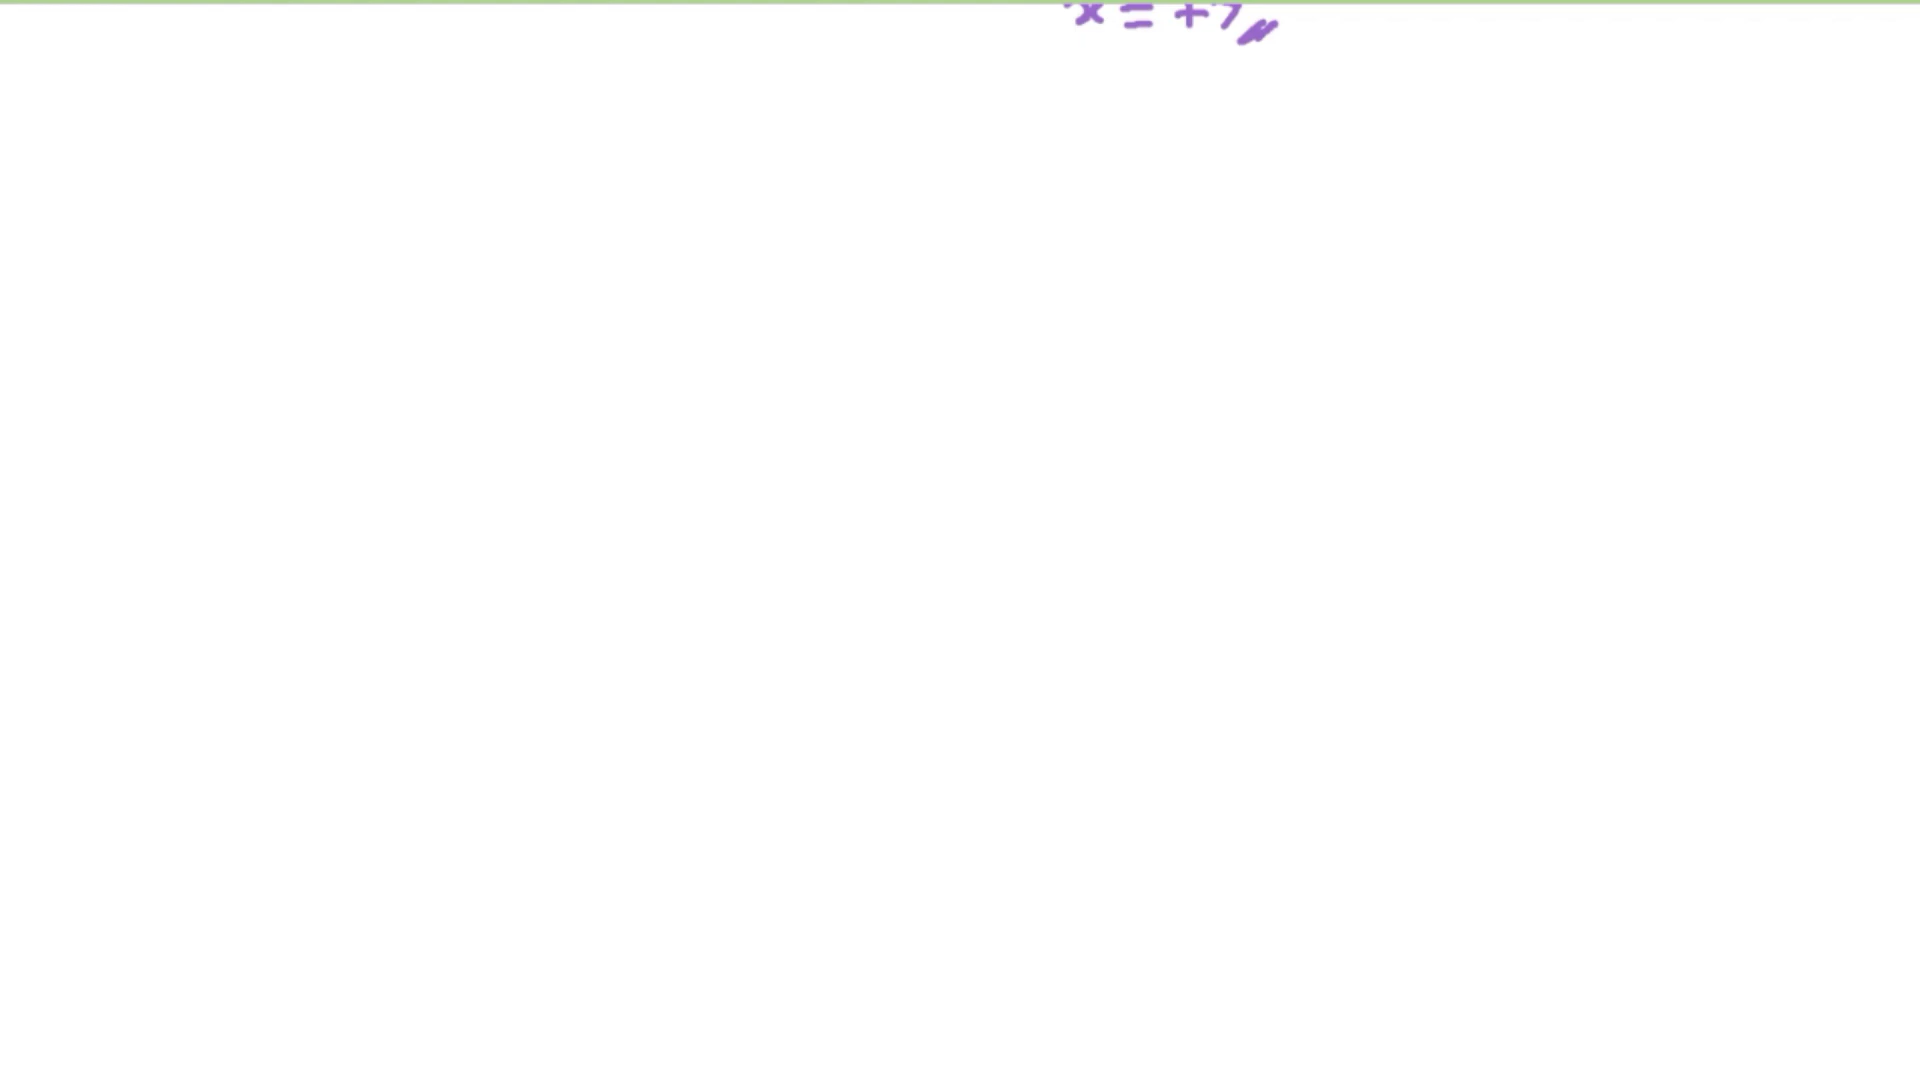 x = +7